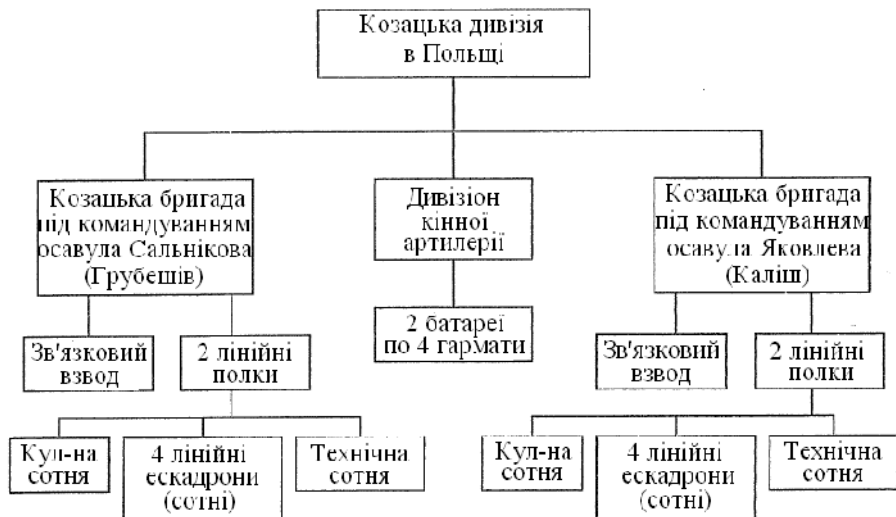 Козацька дивізія
в Польщі
Козацька бригада
під командуванням
осавула Сальнікова
(Грубешів)
Дивізіон
кінної
артилерії
Козацька бригада
під командуванням
осавула Яковлева
(Каліш)
Зв'язковий
взвод
2 лінійні
полки
2 батареї
по 4 гармати
Зв'язковий
взвод
2 лінійні
полки
Кул-на
сотня
4 лінійні
ескадрони
(сотні)
Технічна
сотня
Кул-на
сотня
4 лінійні
ескадрони
(сотні)
Технічна
сотня